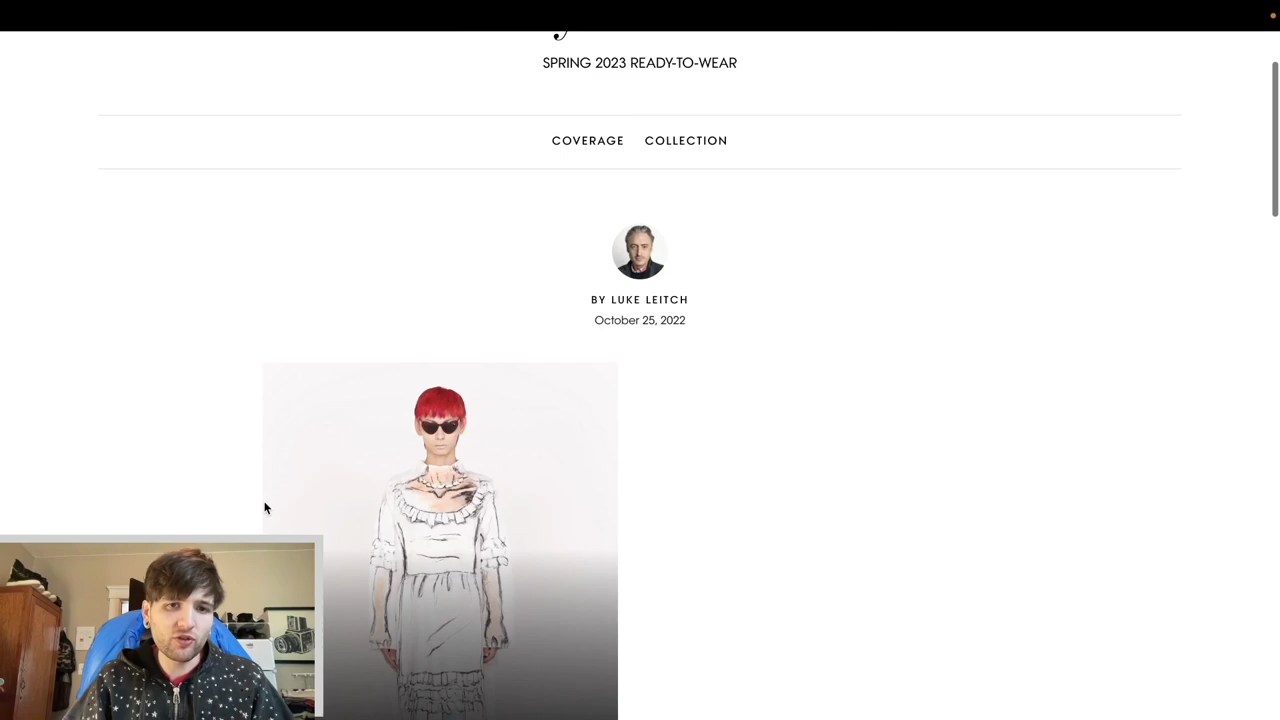 SPRING 2023 READY-TO-WEAR
COVERAGE COLLECTION
BY LUKE LEITCH
October 25, 2022